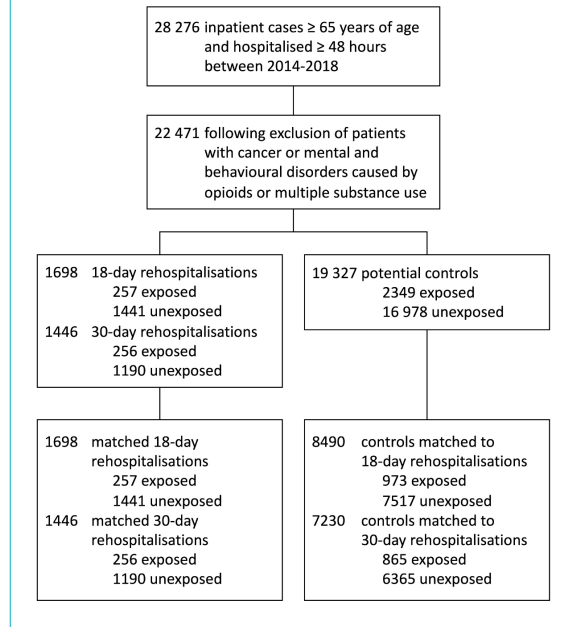 28 276 inpatient cases ≥ 65 years of age
and hospitalised ≥ 48 hours
between 2014-2018
22 471 following exclusion of patients
with cancer or mental and
behavioural disorders caused by
opioids or multiple substance use
1698 18-day rehospitalisations
257 exposed
1441 unexposed
1446 30-day rehospitalisations
256 exposed
1190 unexposed
19 327 potential controls
2349 exposed
16 978 unexposed
1698 matched 18-day
rehospitalisations
257 exposed
1441 unexposed
1446 matched 30-day
rehospitalisations
256 exposed
1190 unexposed
8490 controls matched to
18-day rehospitalisations
973 exposed
7517 unexposed
7230 controls matched to
30-day rehospitalisations
865 exposed
6365 unexposed